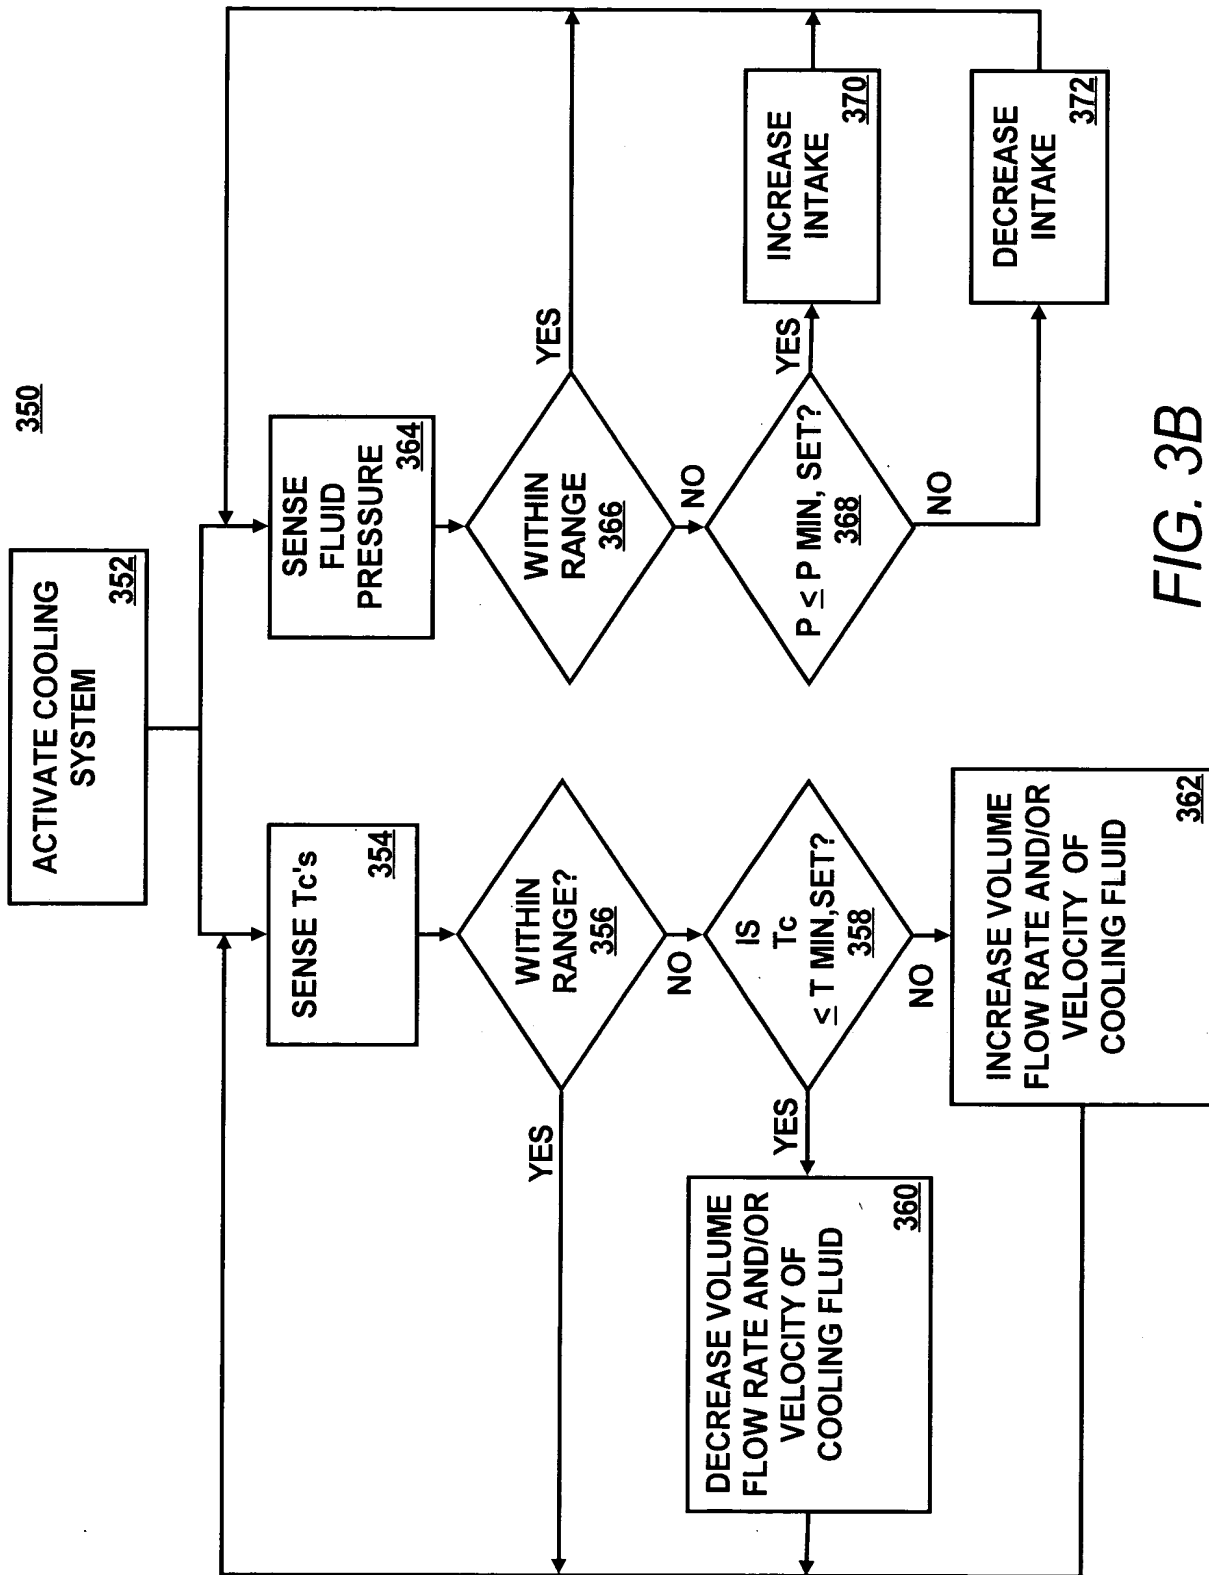 350
ACTIVATE COOLING
SYSTEM
352
SENSE Tc's
354
WITHIN
RANGE?
356
YES
NO
IS
Tc
≤ T MIN,SET?
358
YES
NO
DECREASE VOLUME
FLOW RATE AND/OR
VELOCITY OF
COOLING FLUID
360
INCREASE VOLUME
FLOW RATE AND/OR
VELOCITY OF
COOLING FLUID
362
SENSE
FLUID
PRESSURE
364
WITHIN
RANGE
366
YES
NO
P ≤ P MIN, SET?
368
YES
NO
INCREASE
INTAKE
370
DECREASE
INTAKE
372
FIG. 3B